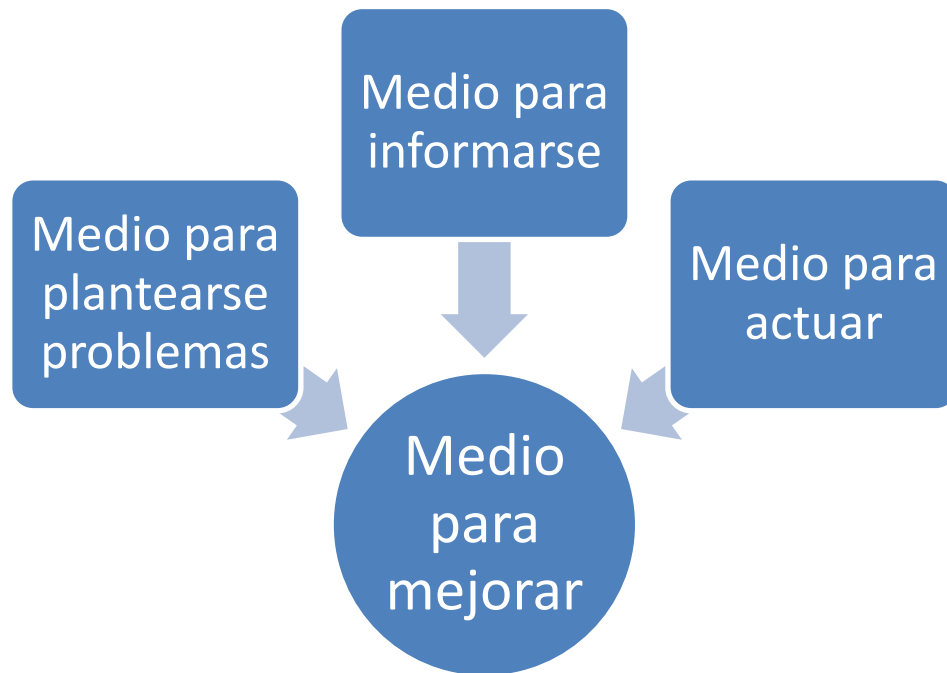 Medio para
informarse
Medio para
plantearse
problemas
Medio para
actuar
Medio
para
mejorar